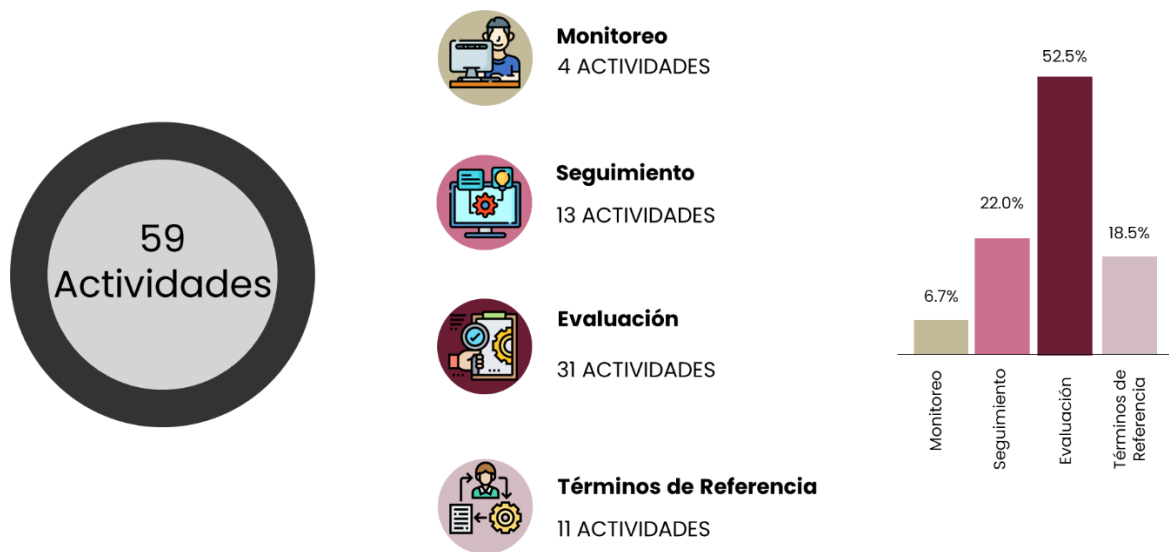 59
Actividades
Monitoreo
4 ACTIVIDADES
Seguimiento
13 ACTIVIDADES
Evaluación
31 ACTIVIDADES
Términos de Referencia
11 ACTIVIDADES
6.7%
22.0%
52.5%
18.5%
Monitoreo
Seguimiento
Evaluación
Términos de
Referencia